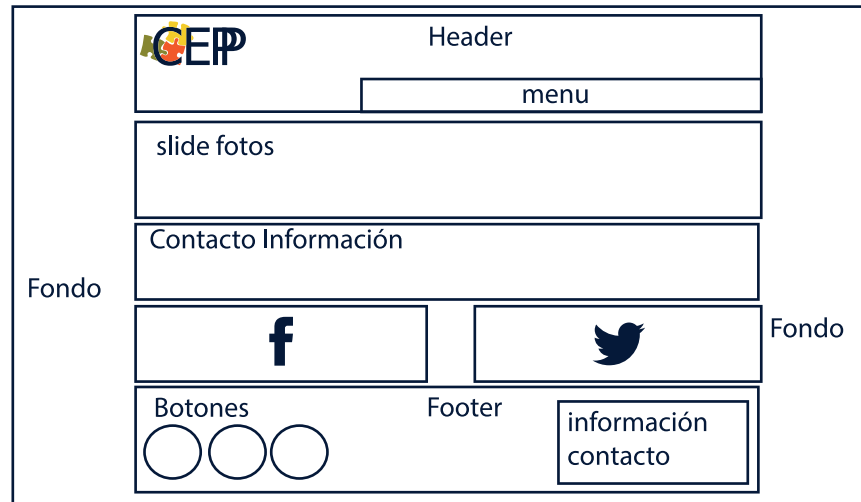 CEPP
Header
menu
slide fotos
Contacto Información
Fondo
Fondo
Botones
Footer
información
contacto